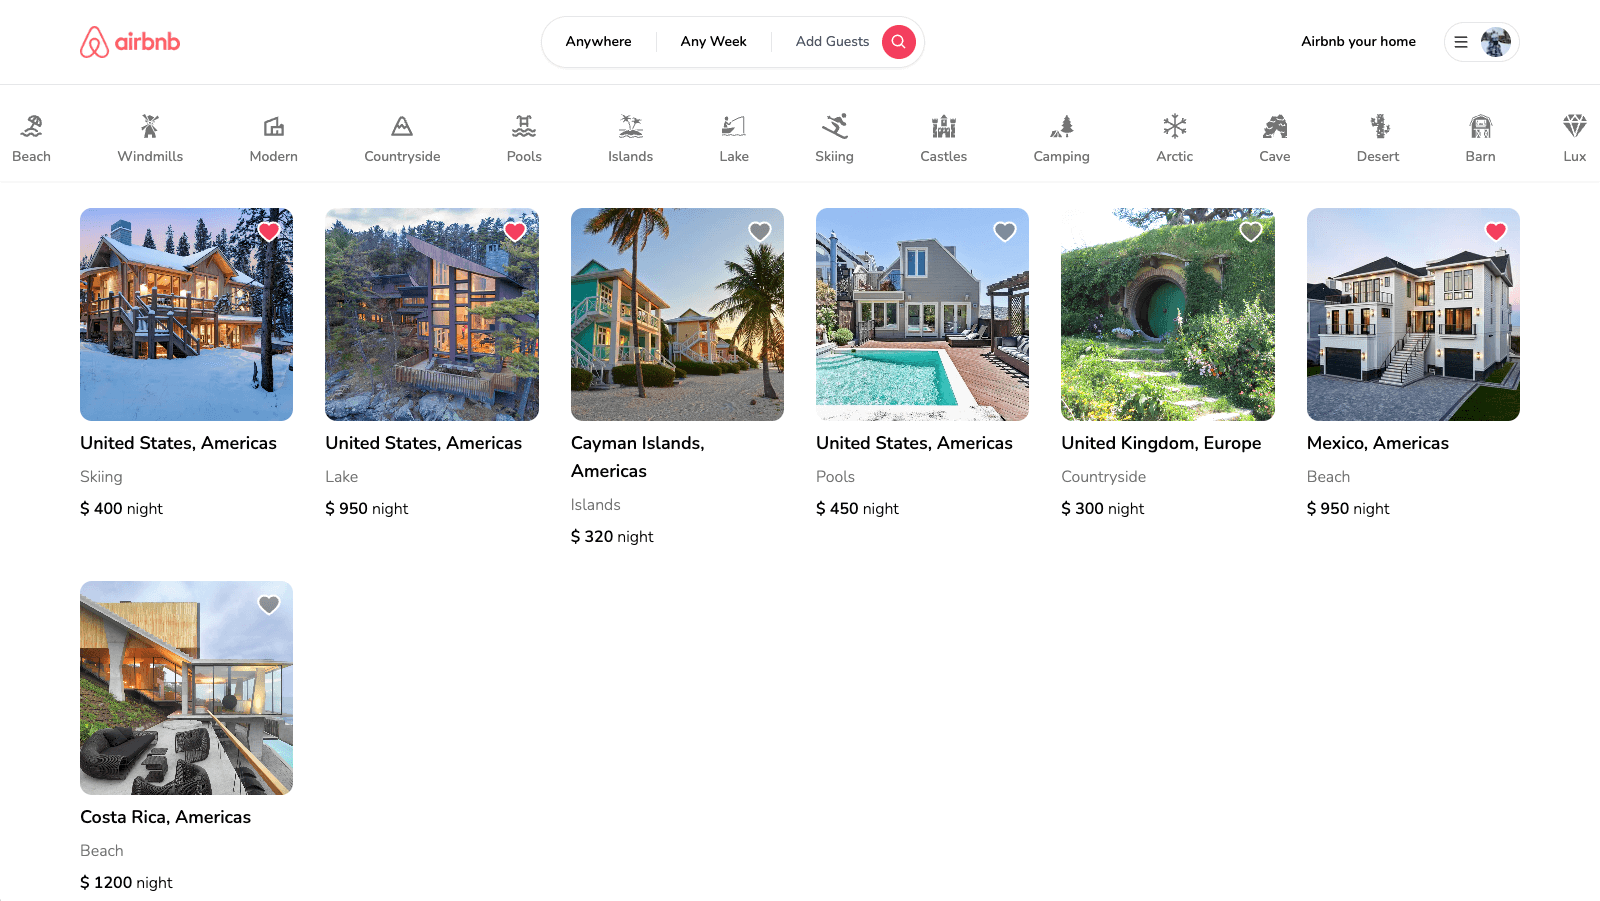 airbnb
Anywhere
Any Week
Add Guests
Airbnb your home
Beach
Windmills
Modern
Countryside
Pools
Islands
Lake
Skiing
Castles
Camping
Arctic
Cave
Desert
Barn
Lux
United States, Americas
Skiing
$ 400 night
United States, Americas
Lake
$ 950 night
Cayman Islands,
Americas
Islands
$ 320 night
United States, Americas
Pools
$ 450 night
United Kingdom, Europe
Countryside
$ 300 night
Mexico, Americas
Beach
$ 950 night
Costa Rica, Americas
Beach
$ 1200 night